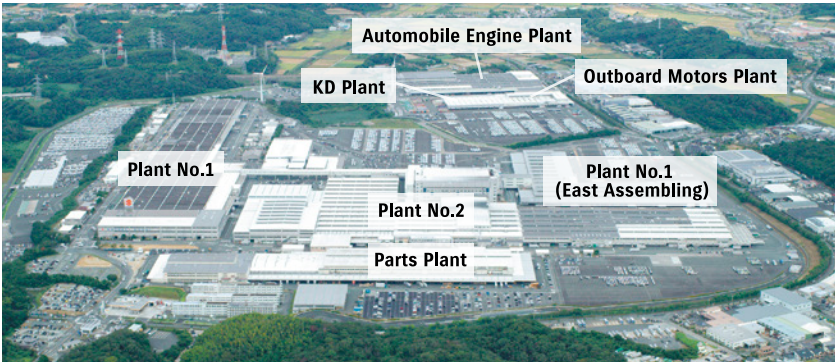 Automobile Engine Plant
KD Plant
Outboard Motors Plant
Plant No.1
Plant No.1
(East Assembling)
Plant No.2
Parts Plant